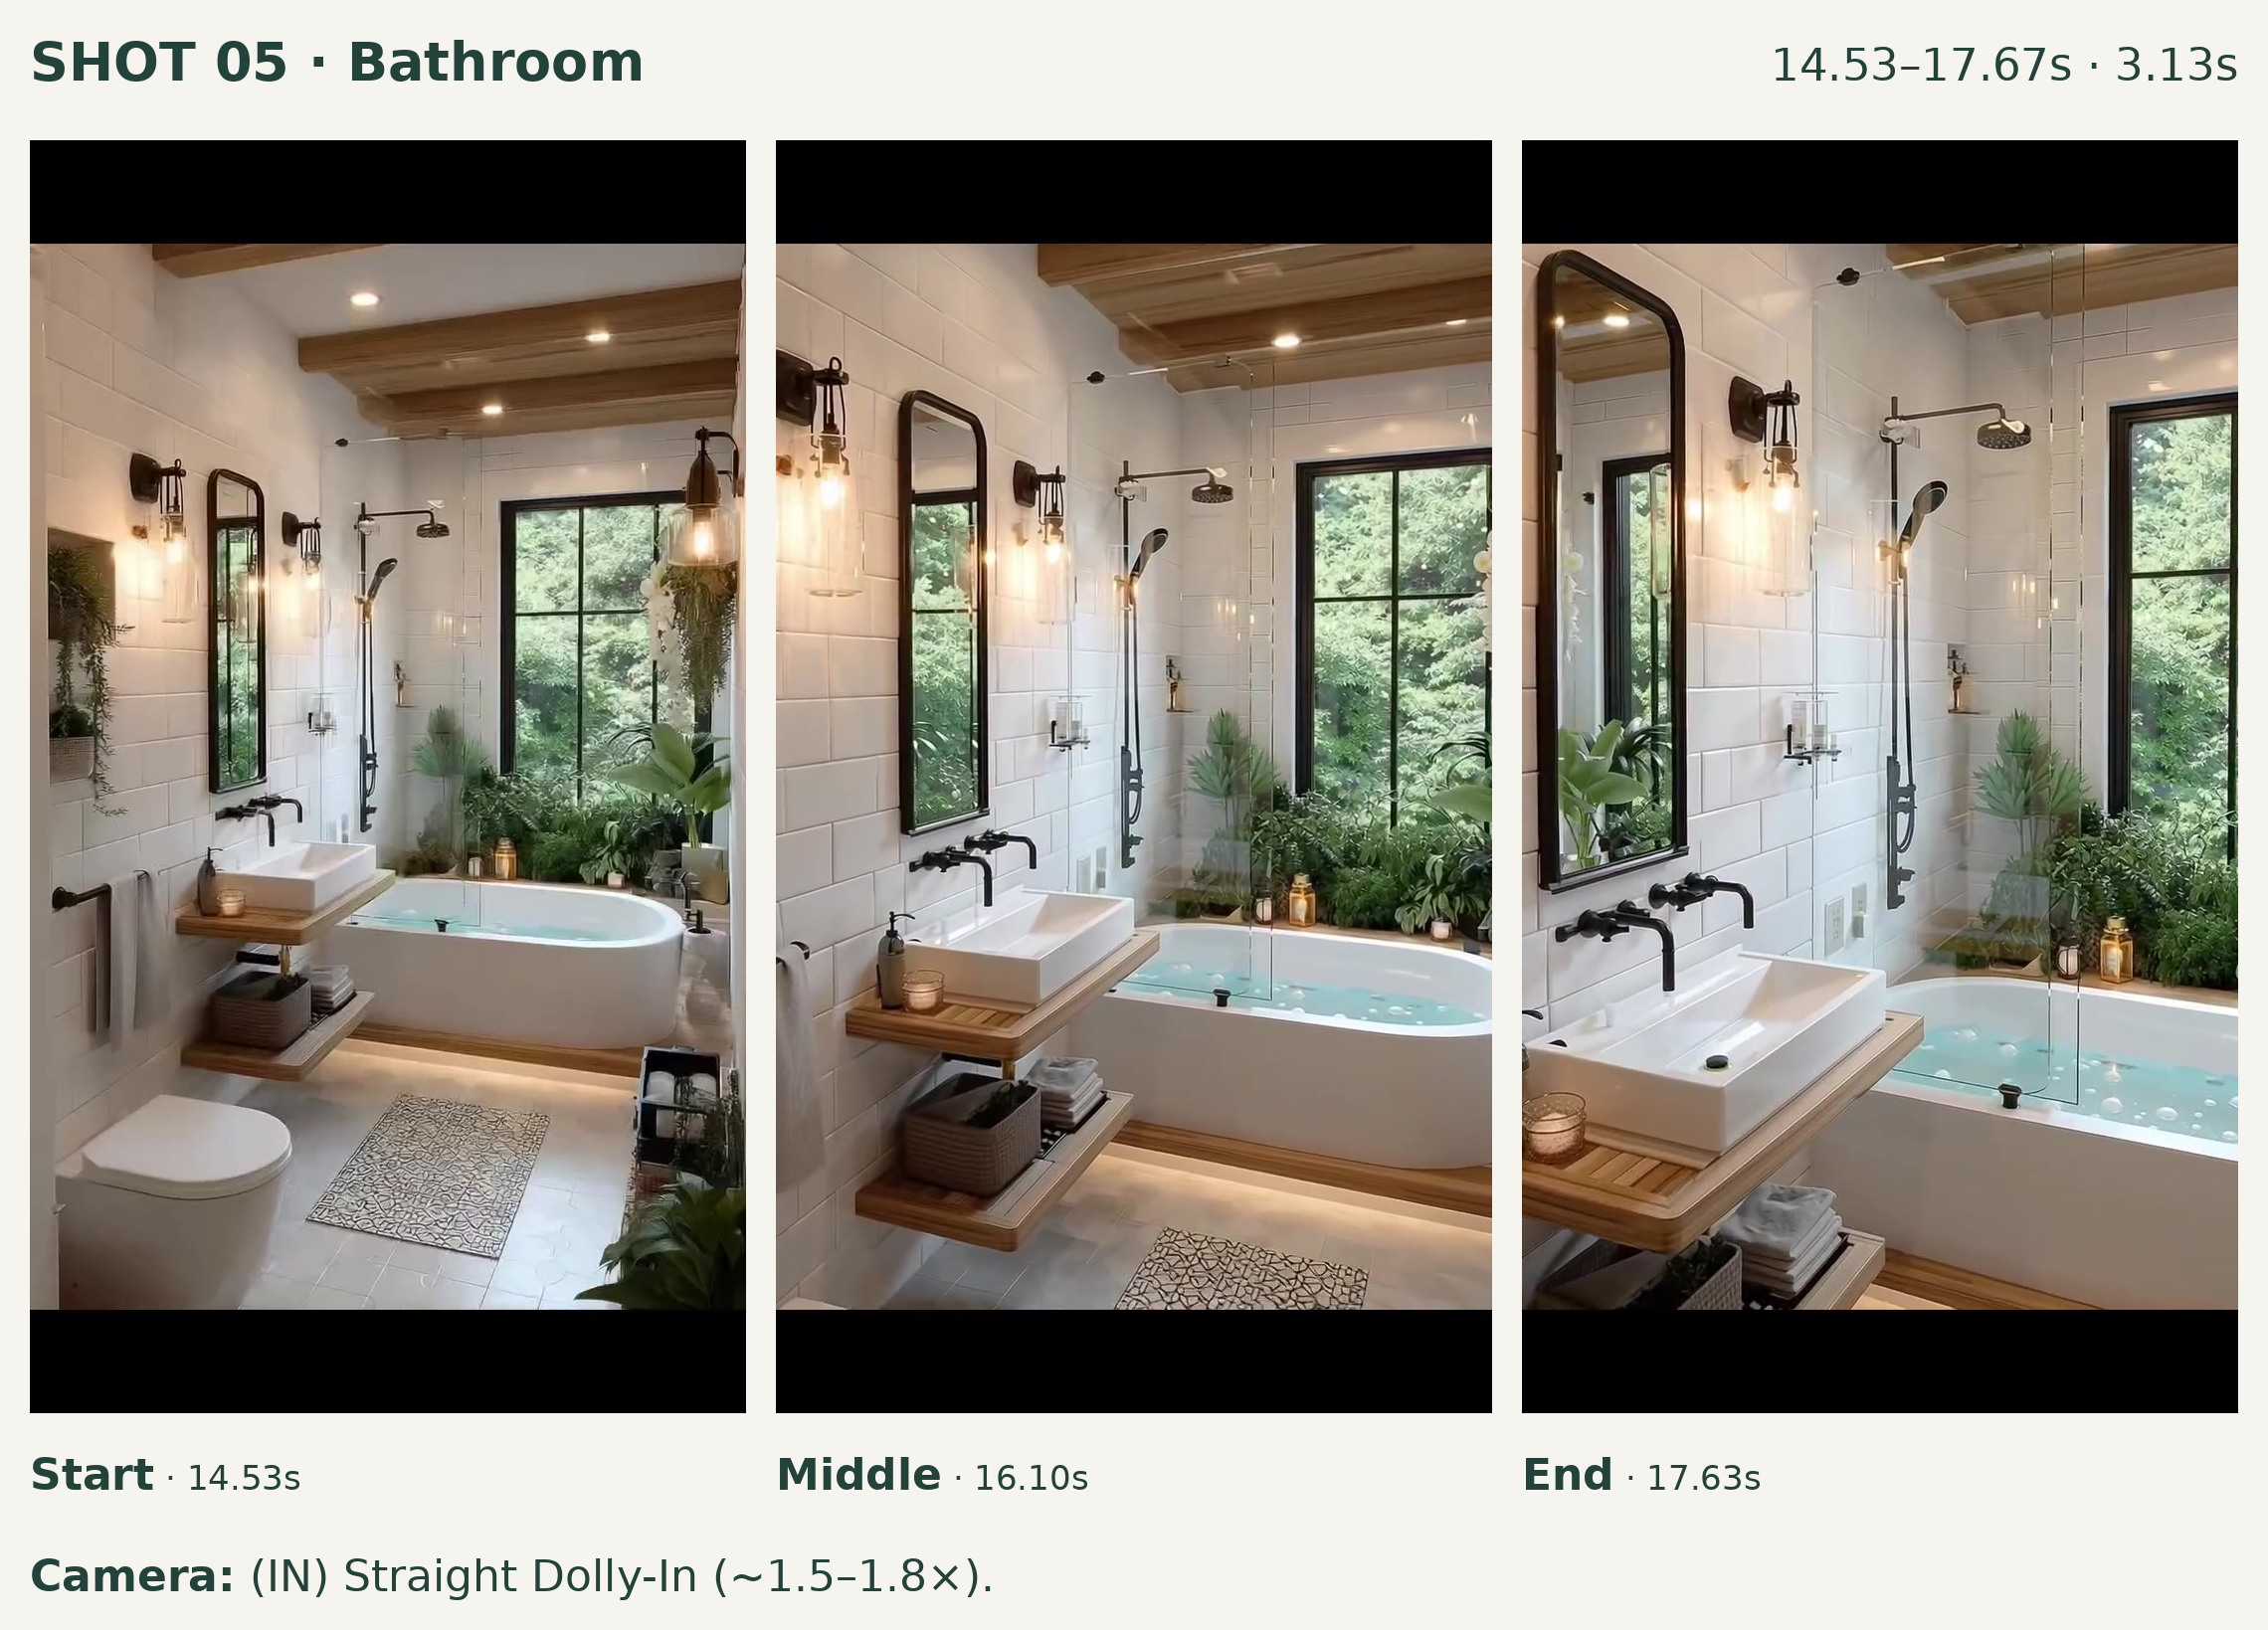 SHOT 05 · Bathroom
14.53–17.67s · 3.13s
Start · 14.53s
Middle · 16.10s
End · 17.63s
Camera: (IN) Straight Dolly-In (~1.5–1.8×).